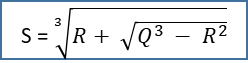 S = ∛(R + √(Q³ − R²))